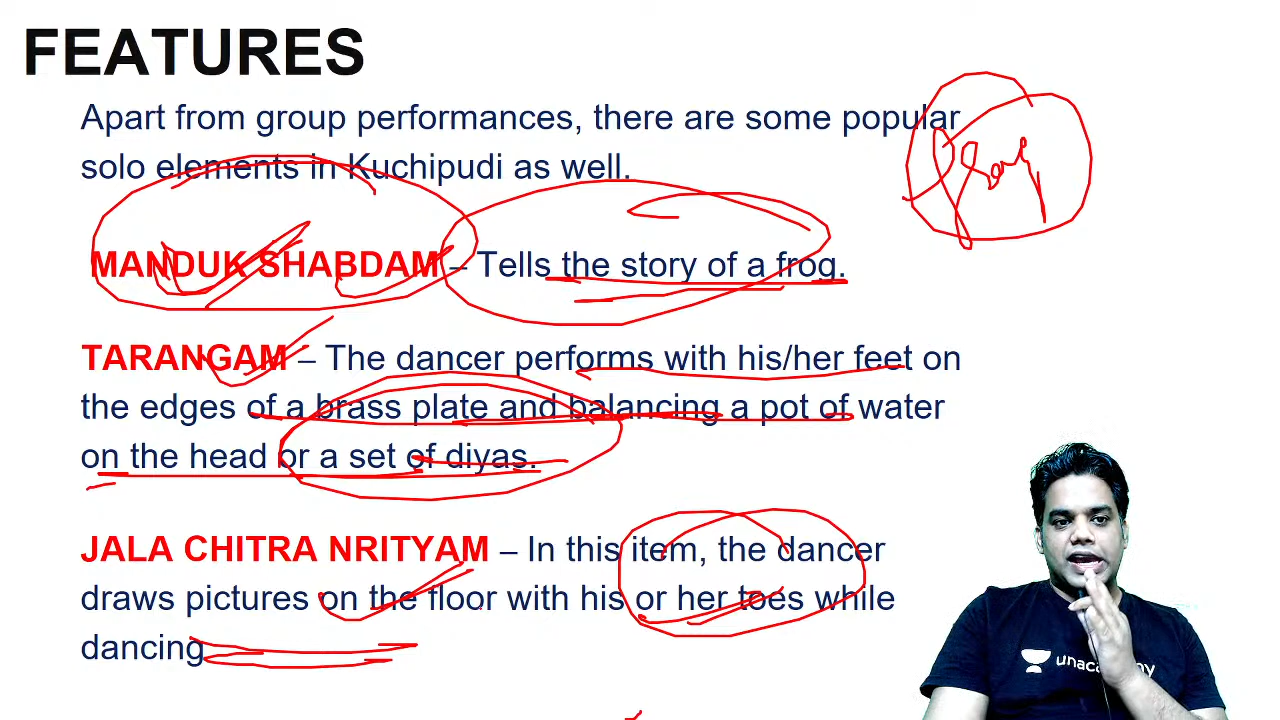 FEATURES
Apart from group performances, there are some popular
solo elements in Kuchipudi as well.
MANDUK SHABDAM – Tells the story of a frog.
TARANGAM – The dancer performs with his/her feet on
the edges of a brass plate and balancing a pot of water
on the head or a set of diyas.
JALA CHITRA NRITYAM – In this item, the dancer
draws pictures on the floor with his or her toes while
dancing
unacademy